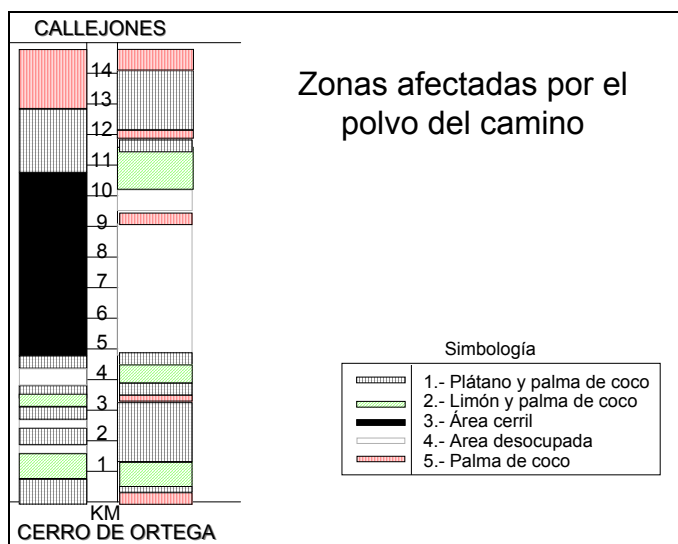 CALLEJONES
Zonas afectadas por el
polvo del camino
14
13
12
11
10
9
8
7
6
5
4
3
2
1
KM
CERRO DE ORTEGA
Simbología
1.- Plátano y palma de coco
2.- Limón y palma de coco
3.- Área cerril
4.- Area desocupada
5.- Palma de coco